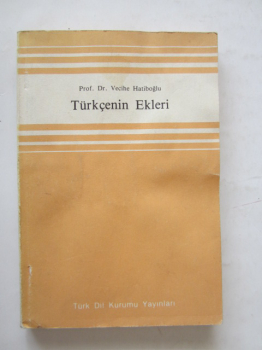 Prof. Dr. Vecihe Hatiboğlu
Türkçenin Ekleri
Türk Dil Kurumu Yayınları